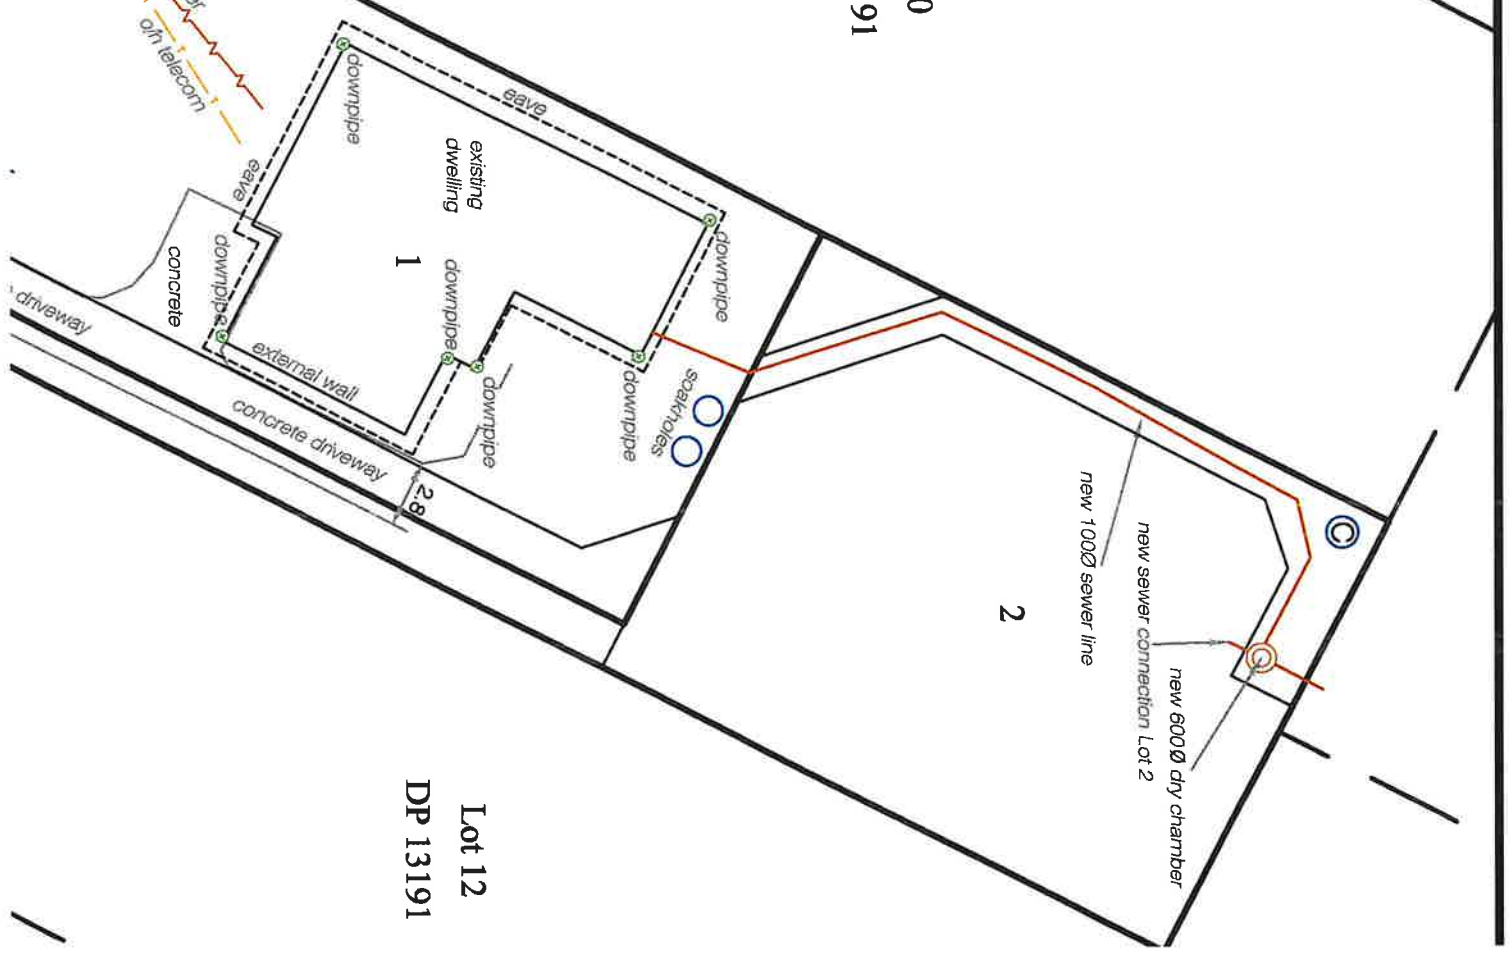 0
91
o/h telecom
downpipe
eave
existing
dwelling
eave
downpipe
1
downpipe
downpipe
concrete
driveway
external wall
downpipe
downpipe
soakholes
concrete driveway
2.8
C
new 100Ø sewer line
new sewer connection Lot 2
new 600Ø dry chamber
2
Lot 12
DP 13191